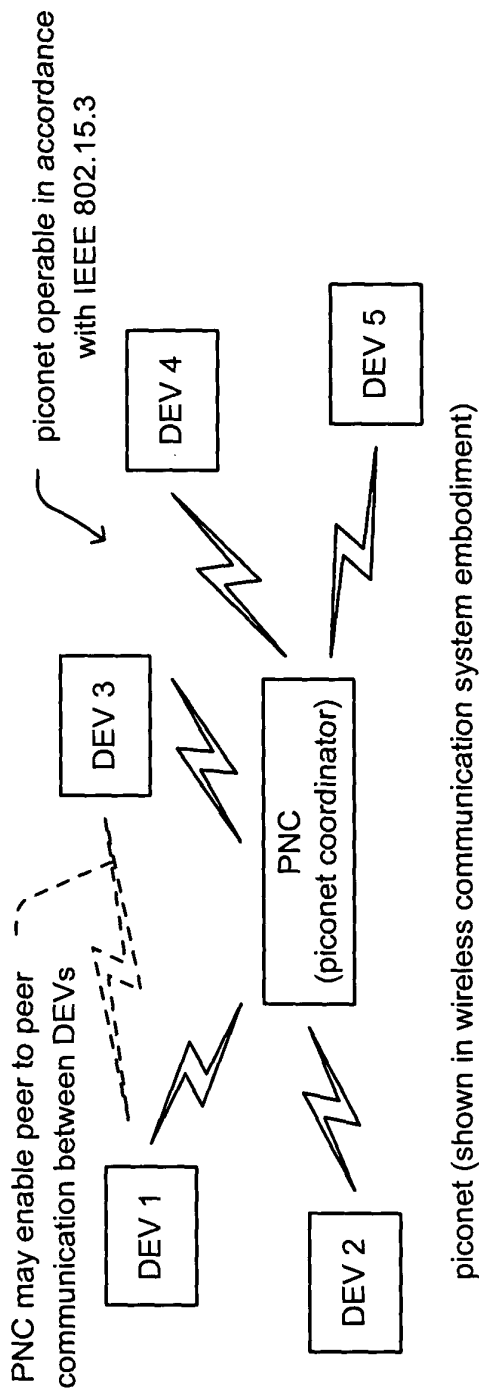 PNC may enable peer to peer
communication between DEVs
piconet operable in accordance
with IEEE 802.15.3
DEV 1
DEV 3
DEV 4
DEV 2
PNC
(piconet coordinator)
DEV 5
piconet (shown in wireless communication system embodiment)